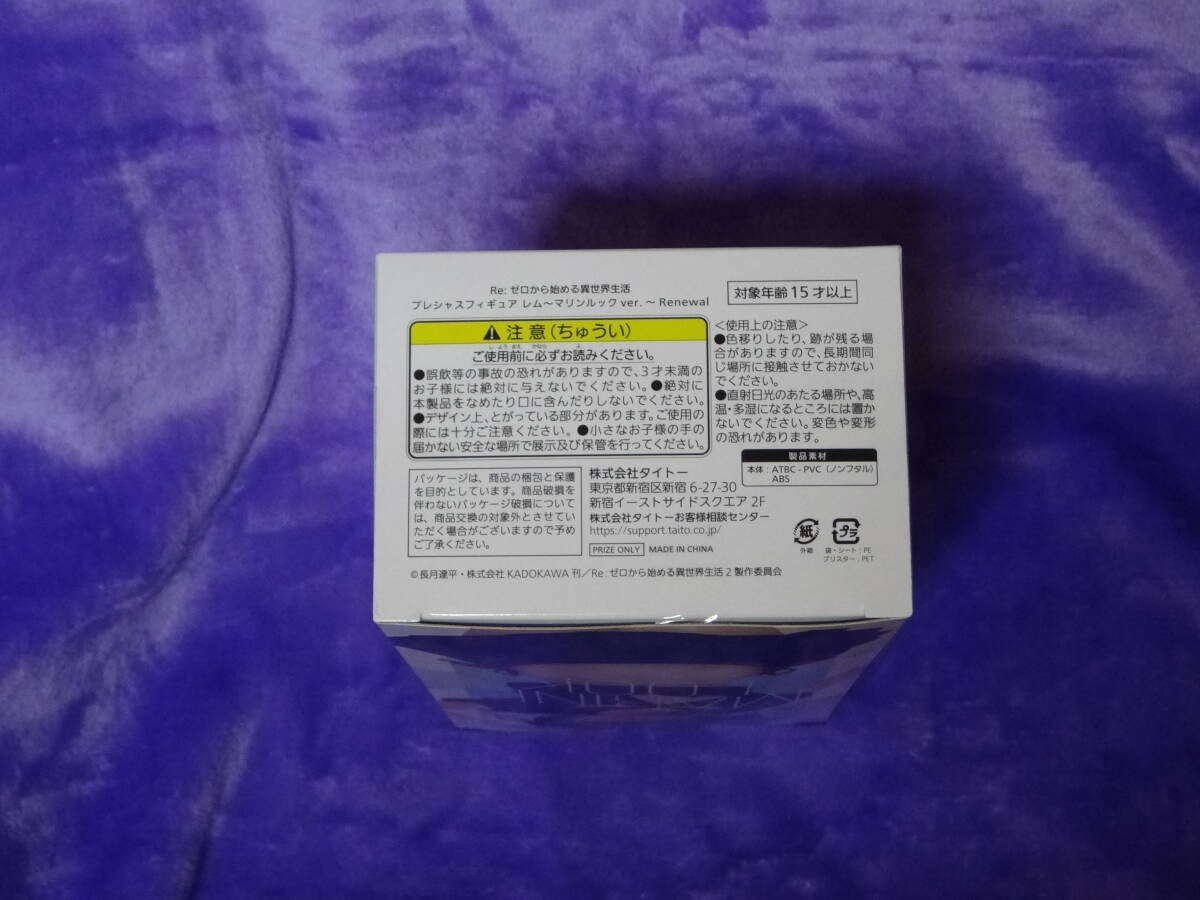 Re: ゼロから始める異世界生活
プレシャスフィギュア レム〜マリンルック ver.〜 Renewal
対象年齢 15 才以上
注意(ちゅうい)
ご使用前に必ずお読みください。
●誤飲等の事故の恐れがありますので、3才未満の
お子様には絶対に与えないでください。●絶対に
本製品をなめたり口に含んだりしないでください。
●デザイン上、とがっている部分があります。ご使用の
際には十分ご注意ください。●小さなお子様の手の
届かない安全な場所で展示及び保管を行ってください。
<使用上の注意>
●色移りしたり、跡が残る場
合がありますので、長期間同
じ場所に接触させておかない
でください。
●直射日光のあたる場所や、高
温・多湿になるところには置か
ないでください。変色や変形
の恐れがあります。
製品素材
本体:ATBC-PVC(ノンフタル)
ABS
パッケージは、商品の梱包と保護
を目的としています。商品破損を
伴わないパッケージ破損について
は、商品交換の対象外とさせてい
ただく場合がございますので予め
ご了承ください。
株式会社タイトー
東京都新宿区新宿 6-27-30
新宿イーストサイドスクエア 2F
株式会社タイトーお客様相談センター
https://support.taito.co.jp/
PRIZE ONLY MADE IN CHINA
紙
外箱
プラ
袋・シート:PE
ブリスター:PET
©長月達平・株式会社 KADOKAWA 刊/Re:ゼロから始める異世界生活 2 製作委員会